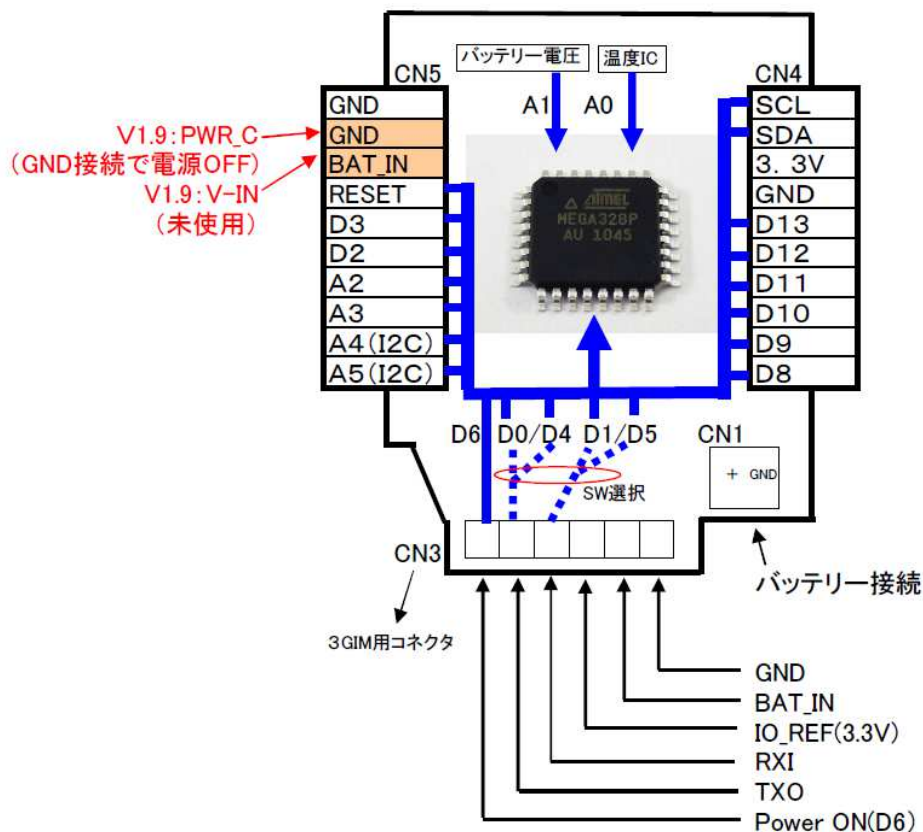 バッテリー電圧
温度IC
CN5
CN4
A1
A0
GND
GND
BAT_IN
RESET
D3
D2
A2
A3
A4(I2C)
A5(I2C)
V1.9:PWR_C
(GND接続で電源OFF)
V1.9:V-IN
(未使用)
ATMEL
MEGA328P
AU 1045
SCL
SDA
3.3V
GND
D13
D12
D11
D10
D9
D8
D6 D0/D4 D1/D5
CN1
+ GND
SW選択
CN3
バッテリー接続
3GIM用コネクタ
GND
BAT_IN
IO_REF(3.3V)
RXI
TXO
Power ON(D6)